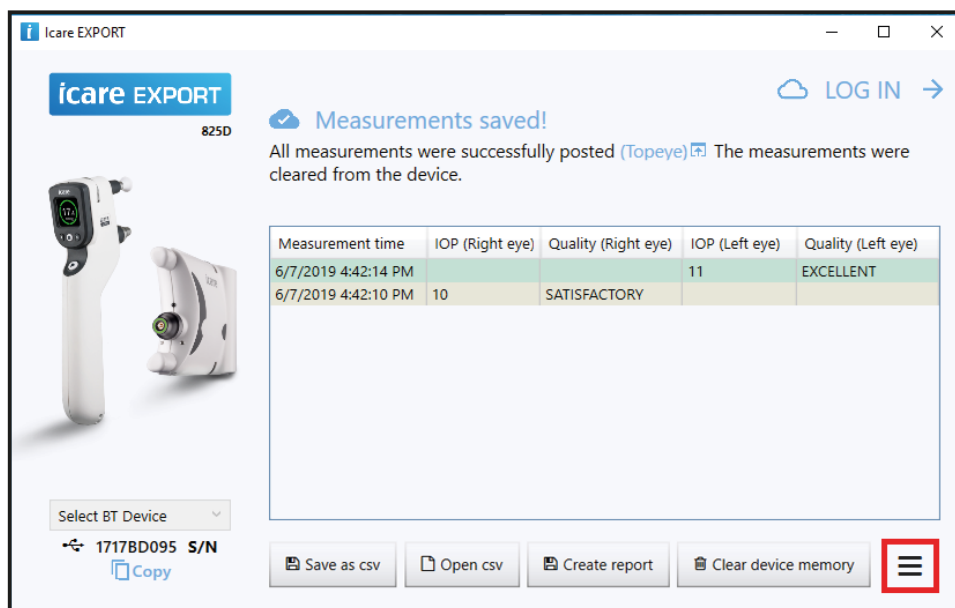 Icare EXPORT
icare EXPORT
825D
LOG IN
Measurements saved!
All measurements were successfully posted (Topeye) The measurements were
cleared from the device.
Measurement time IOP (Right eye) Quality (Right eye) IOP (Left eye) Quality (Left eye)
6/7/2019 4:42:14 PM 11 EXCELLENT
6/7/2019 4:42:10 PM 10 SATISFACTORY
Select BT Device
1717BD095 S/N
Copy
Save as csv Open csv Create report Clear device memory